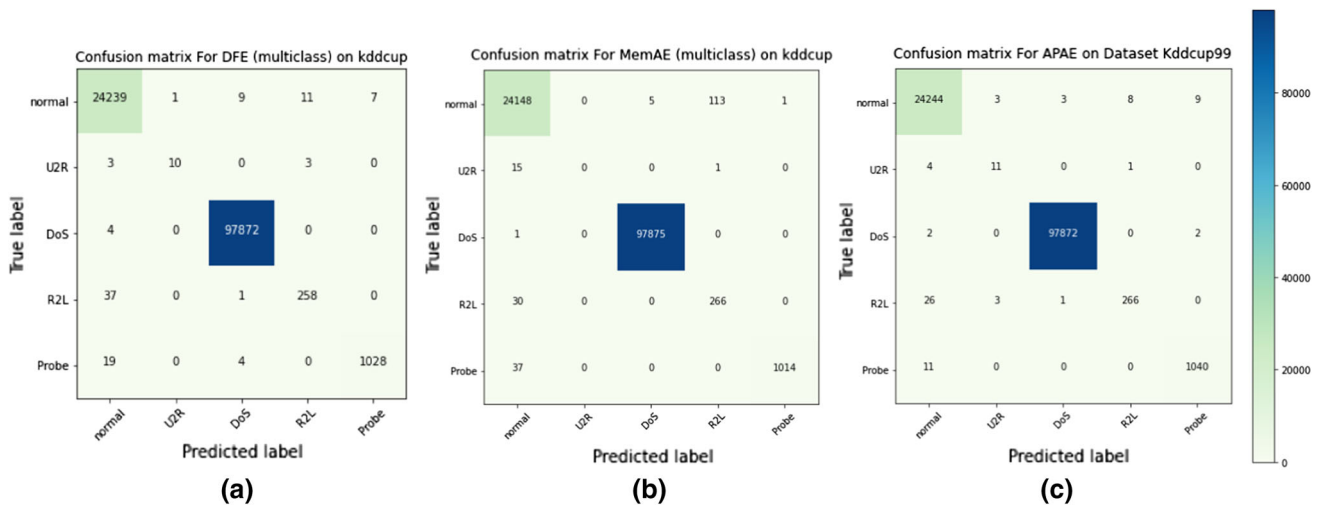 Confusion matrix For DFE (multiclass) on kddcup
True label
normal 24239 1 9 11 7
U2R 3 10 0 3 0
DoS 4 0 97872 0 0
R2L 37 0 1 258 0
Probe 19 0 4 0 1028
normal U2R DoS R2L Probe
Predicted label
(a)
Confusion matrix For MemAE (multiclass) on kddcup
True label
normal 24148 0 5 113 1
U2R 15 0 0 1 0
DoS 1 0 97875 0 0
R2L 30 0 0 266 0
Probe 37 0 0 0 1014
normal U2R DoS R2L Probe
Predicted label
(b)
Confusion matrix For APAE on Dataset Kddcup99
True label
normal 24244 3 3 8 9
U2R 4 11 0 1 0
DoS 2 0 97872 0 2
R2L 26 3 1 266 0
Probe 11 0 0 0 1040
normal U2R DoS R2L Probe
Predicted label
(c)
80000
60000
40000
20000
0